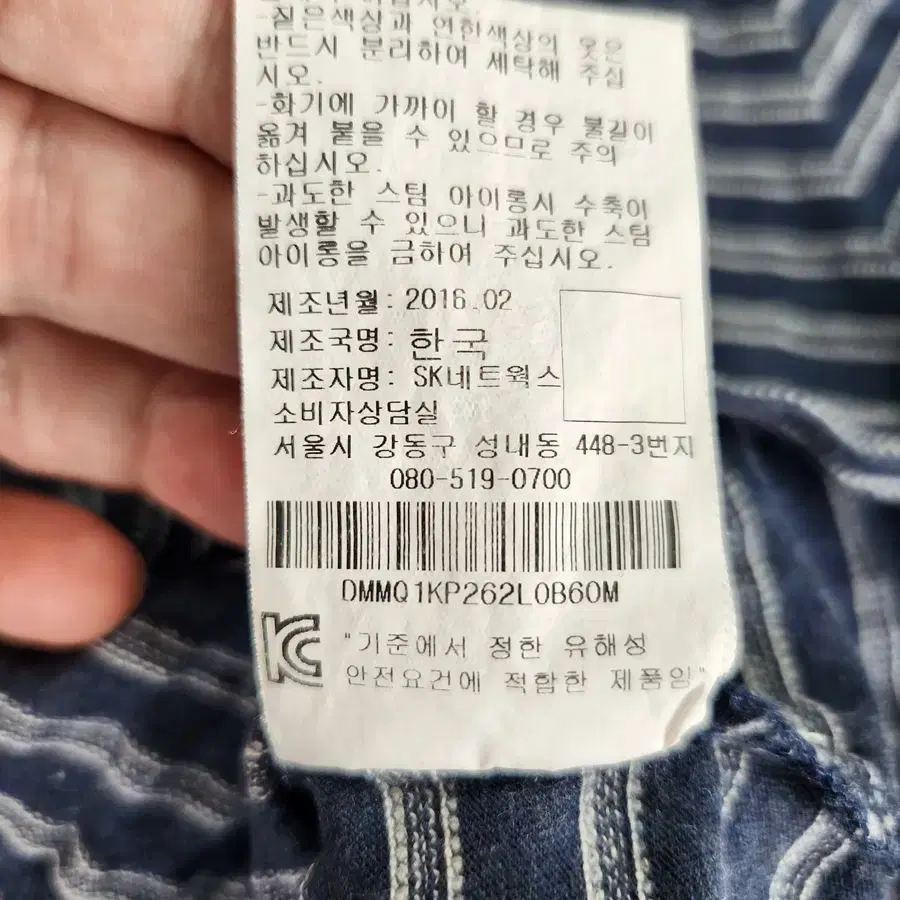 -짙은색상과 연한색상의 옷은
반드시 분리하여 세탁해 주십
시오.
-화기에 가까이 할 경우 불길이
옮겨 붙을 수 있으므로 주의
하십시오.
-과도한 스팀 아이롱시 수축이
발생할 수 있으니 과도한 스팀
아이롱을 금하여 주십시오.
제조년월: 2016.02
제조국명: 한국
제조자명: SK네트웍스
소비자상담실
서울시 강동구 성내동 448-3번지
080-519-0700
DMMQ1KP262L0B60M
KC "기준에서 정한 유해성
안전요건에 적합한 제품임"